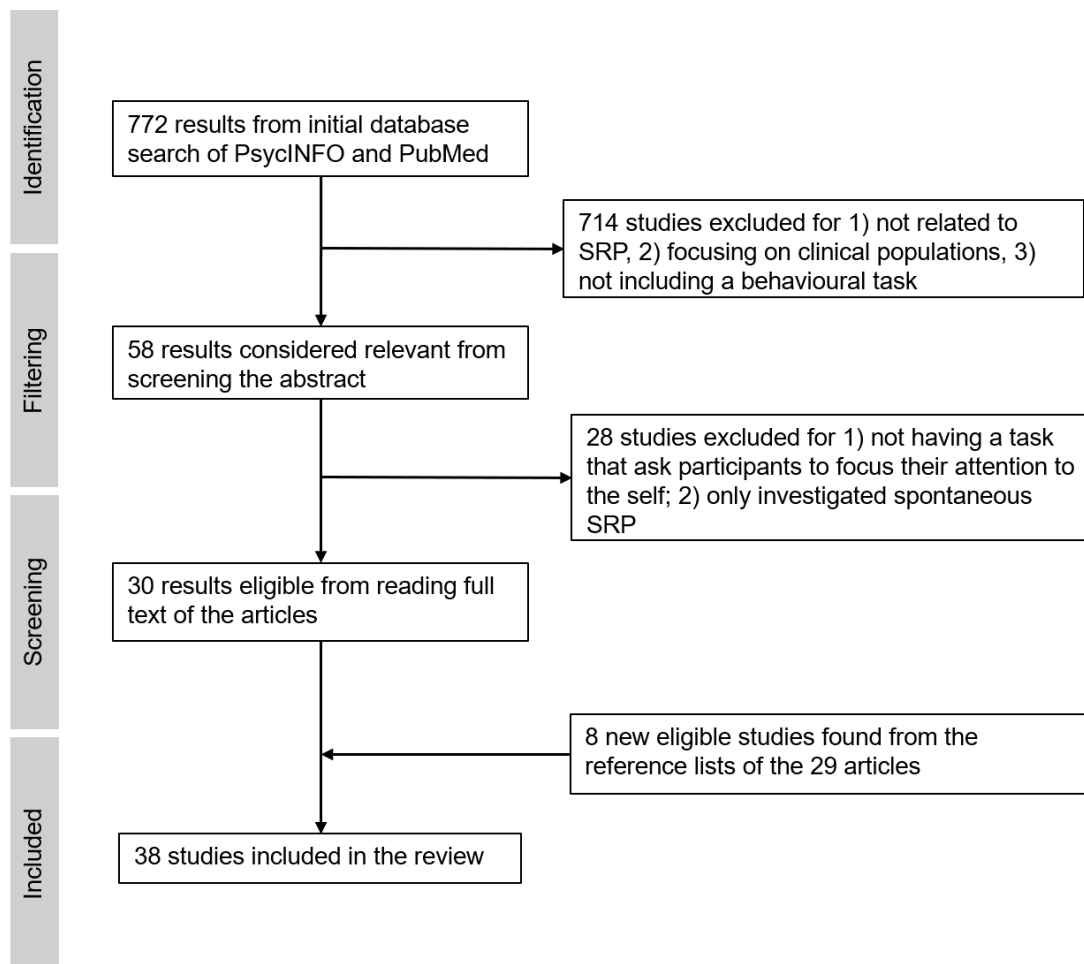 Identification
772 results from initial database
search of PsycINFO and PubMed
714 studies excluded for 1) not related to
SRP, 2) focusing on clinical populations, 3)
not including a behavioural task
Filtering
58 results considered relevant from
screening the abstract
28 studies excluded for 1) not having a task
that ask participants to focus their attention to
the self; 2) only investigated spontaneous
SRP
Screening
30 results eligible from reading full
text of the articles
8 new eligible studies found from the
reference lists of the 29 articles
Included
38 studies included in the review